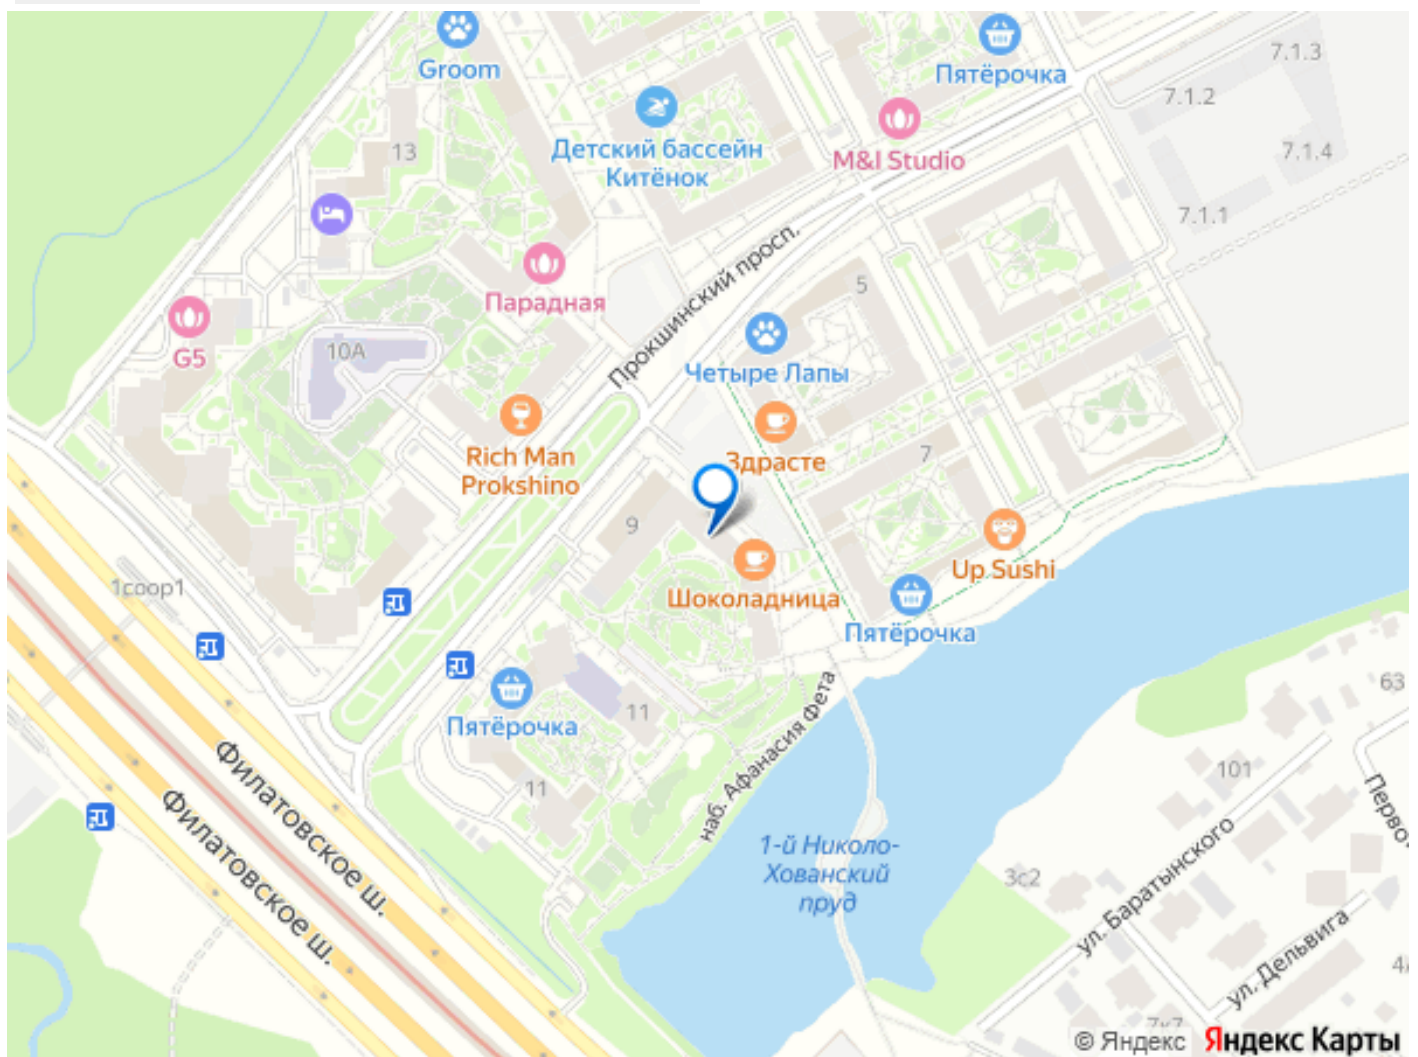 Groom
Пятёрочка
7.1.3
7.1.2
Детский бассейн
Китёнок
13
M&I Studio
7.1.4
7.1.1
Прокшинский просп.
Парадная
5
G5
10А
Четыре Лапы
Rich Man
Prokshino
Здрасте
7
9
Up Sushi
1соор1
Шоколадница
Пятёрочка
Пятёрочка
11
63
наб. Афанасия Фета
Филатовское ш.
101
11
Филатовское ш.
1-й Николо-
Хованский
пруд
3с2
ул. Баратынского
ул. Дельвига
7к7
© Яндекс Яндекс Карты